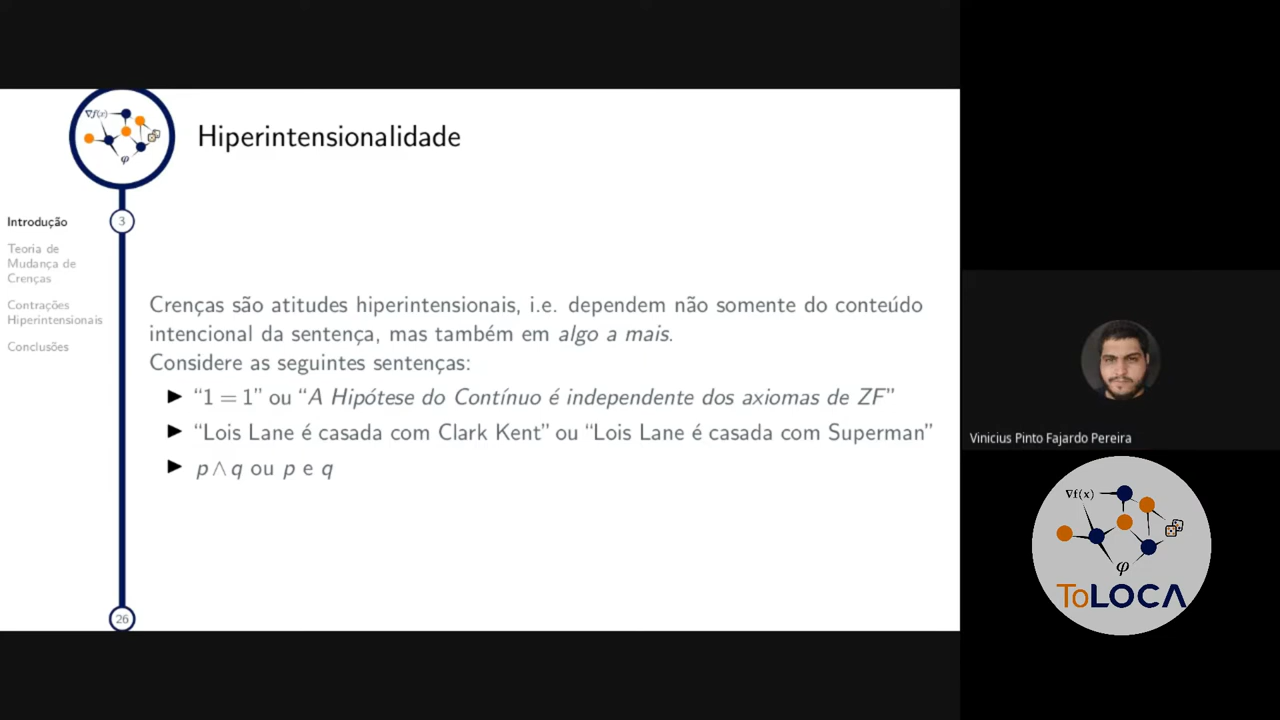 ∇f(x)
φ
Hiperintensionalidade
Introdução
3
Teoria de
Mudança de
Crenças
Contrações
Hiperintensionais
Conclusões
Crenças são atitudes hiperintensionais, i.e. dependem não somente do conteúdo
intencional da sentença, mas também em algo a mais.
Considere as seguintes sentenças:
▶ “1 = 1” ou “A Hipótese do Contínuo é independente dos axiomas de ZF”
▶ “Lois Lane é casada com Clark Kent” ou “Lois Lane é casada com Superman”
▶ p ∧ q ou p e q
26
Vinicius Pinto Fajardo Pereira
∇f(x)
φ
ToLOCA